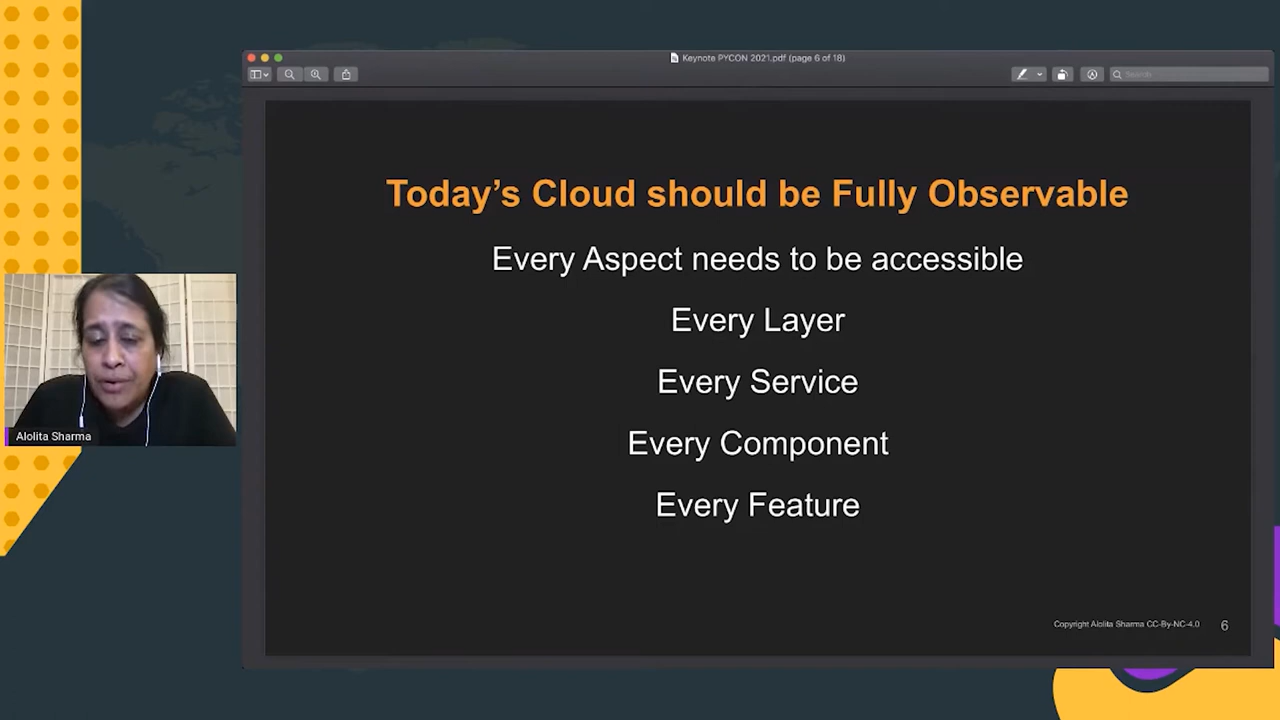 Keynote PYCON 2021.pdf (page 6 of 18)
Search
Today's Cloud should be Fully Observable
Every Aspect needs to be accessible
Every Layer
Every Service
Every Component
Every Feature
Alolita Sharma
Copyright Alolita Sharma CC-By-NC-4.0
6